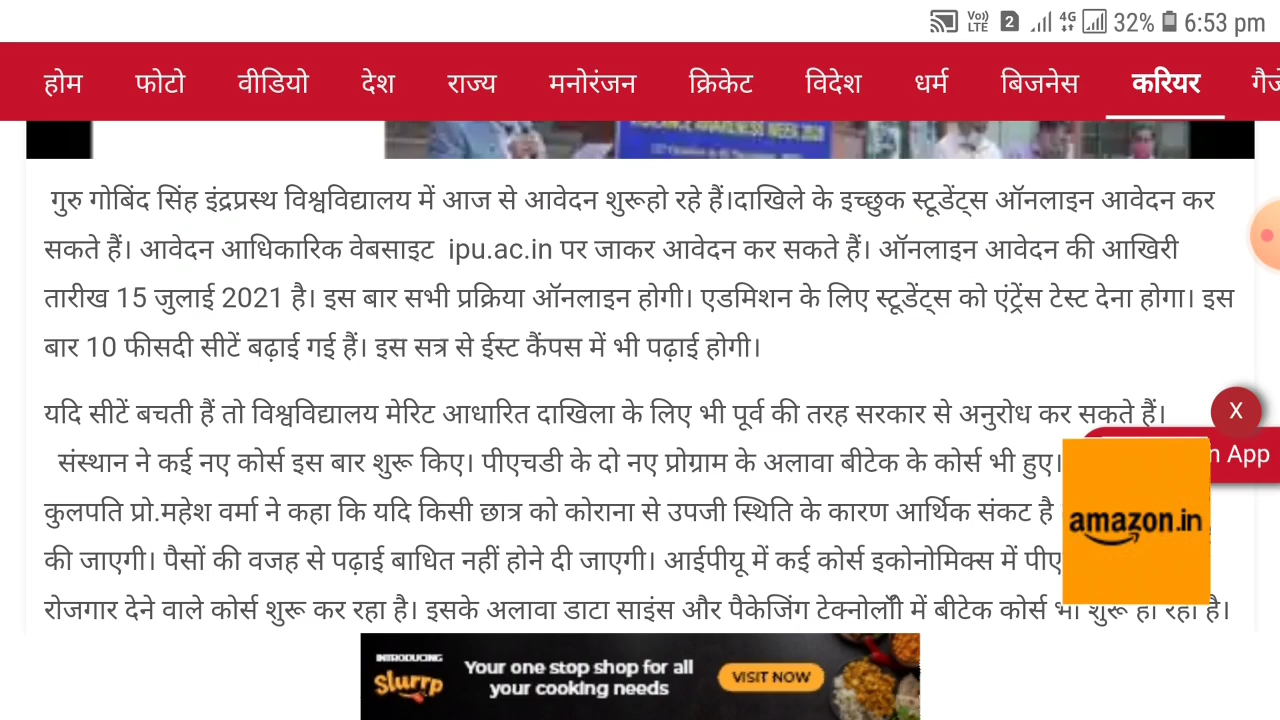 Vo))
LTE 2 4G 32% 6:53 pm
होम फोटो वीडियो देश राज्य मनोरंजन क्रिकेट विदेश धर्म बिजनेस करियर
AWARENESS WEEK 2020
गुरु गोबिंद सिंह इंद्रप्रस्थ विश्वविद्यालय में आज से आवेदन शुरूहो रहे हैं।दाखिले के इच्छुक स्टूडेंट्स ऑनलाइन आवेदन कर
सकते हैं। आवेदन आधिकारिक वेबसाइट ipu.ac.in पर जाकर आवेदन कर सकते हैं। ऑनलाइन आवेदन की आखिरी
तारीख 15 जुलाई 2021 है। इस बार सभी प्रक्रिया ऑनलाइन होगी। एडमिशन के लिए स्टूडेंट्स को एंट्रेंस टेस्ट देना होगा। इस
बार 10 फीसदी सीटें बढ़ाई गई हैं। इस सत्र से ईस्ट कैंपस में भी पढ़ाई होगी।
यदि सीटें बचती हैं तो विश्वविद्यालय मेरिट आधारित दाखिला के लिए भी पूर्व की तरह सरकार से अनुरोध कर सकते हैं।
X
संस्थान ने कई नए कोर्स इस बार शुरू किए। पीएचडी के दो नए प्रोग्राम के अलावा बीटेक के कोर्स भी हुए।
App
कुलपति प्रो.महेश वर्मा ने कहा कि यदि किसी छात्र को कोराना से उपजी स्थिति के कारण आर्थिक संकट है
amazon.in
की जाएगी। पैसों की वजह से पढ़ाई बाधित नहीं होने दी जाएगी। आईपीयू में कई कोर्स इकोनोमिक्स में
रोजगार देने वाले कोर्स शुरू कर रहा है। इसके अलावा डाटा साइंस और पैकेजिंग टेक्नोलॉी में बीटेक कोर्स भी शुरू हो रहा है।
INTRODUCING
Slurrp
Your one stop shop for all
your cooking needs
VISIT NOW